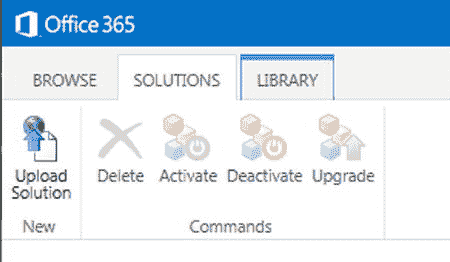 Office 365
BROWSE SOLUTIONS LIBRARY
Upload Solution
Delete Activate Deactivate Upgrade
New Commands